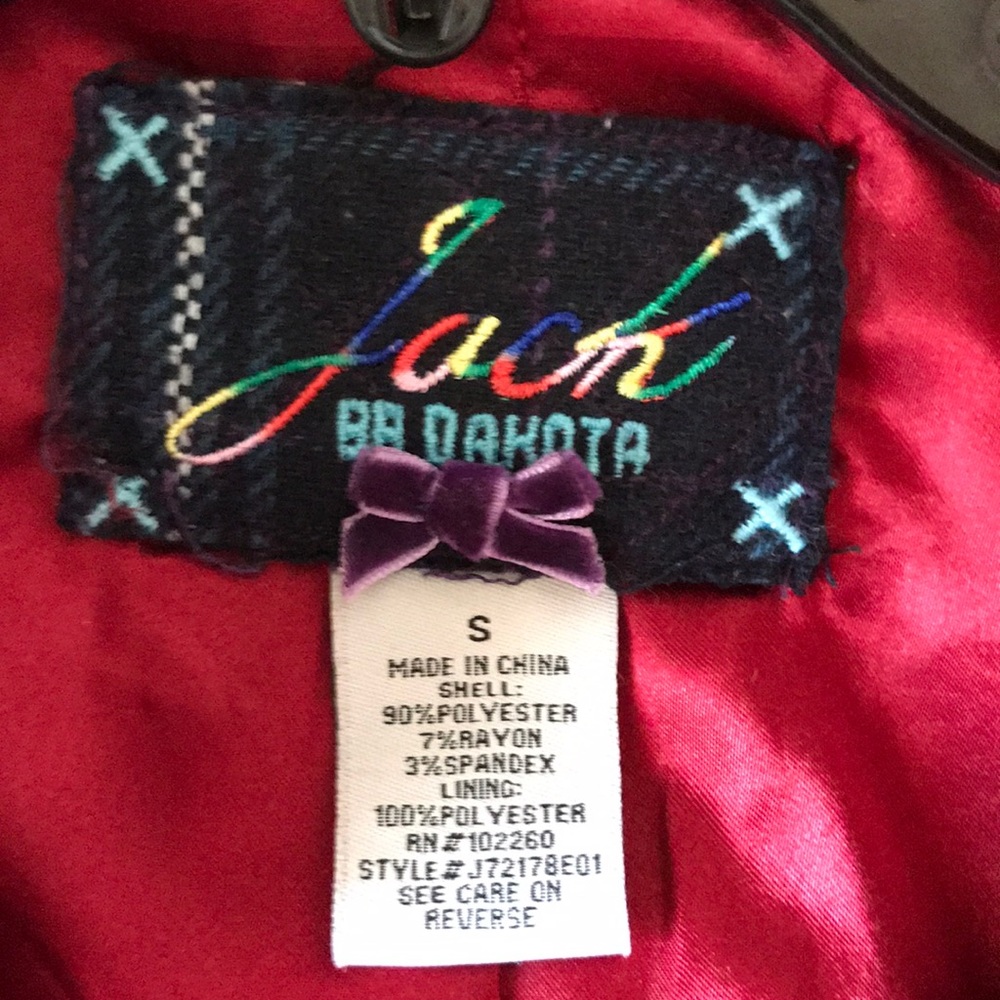 Jack
BB DAKOTA
S
MADE IN CHINA
SHELL:
90%POLYESTER
7%RAYON
3%SPANDEX
LINING:
100%POLYESTER
RN#102260
STYLE#J72178E01
SEE CARE ON
REVERSE